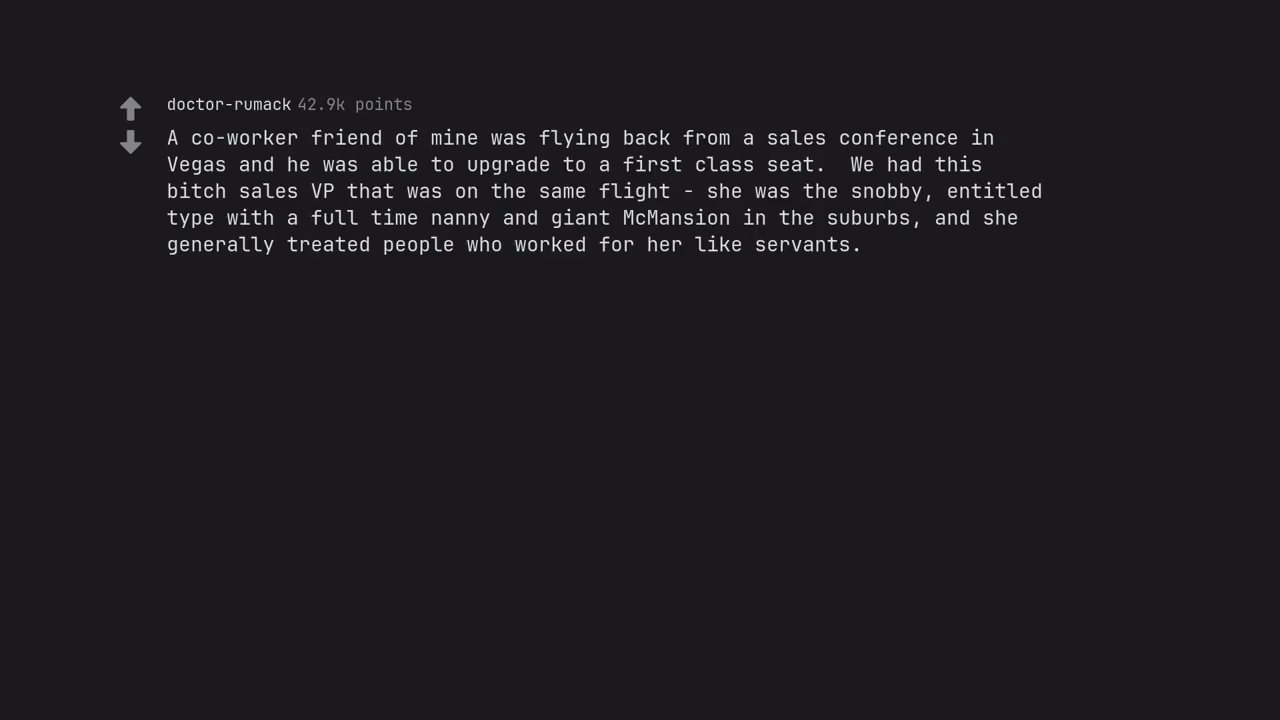 doctor-rumack 42.9k points
A co-worker friend of mine was flying back from a sales conference in
Vegas and he was able to upgrade to a first class seat.  We had this
bitch sales VP that was on the same flight - she was the snobby, entitled
type with a full time nanny and giant McMansion in the suburbs, and she
generally treated people who worked for her like servants.